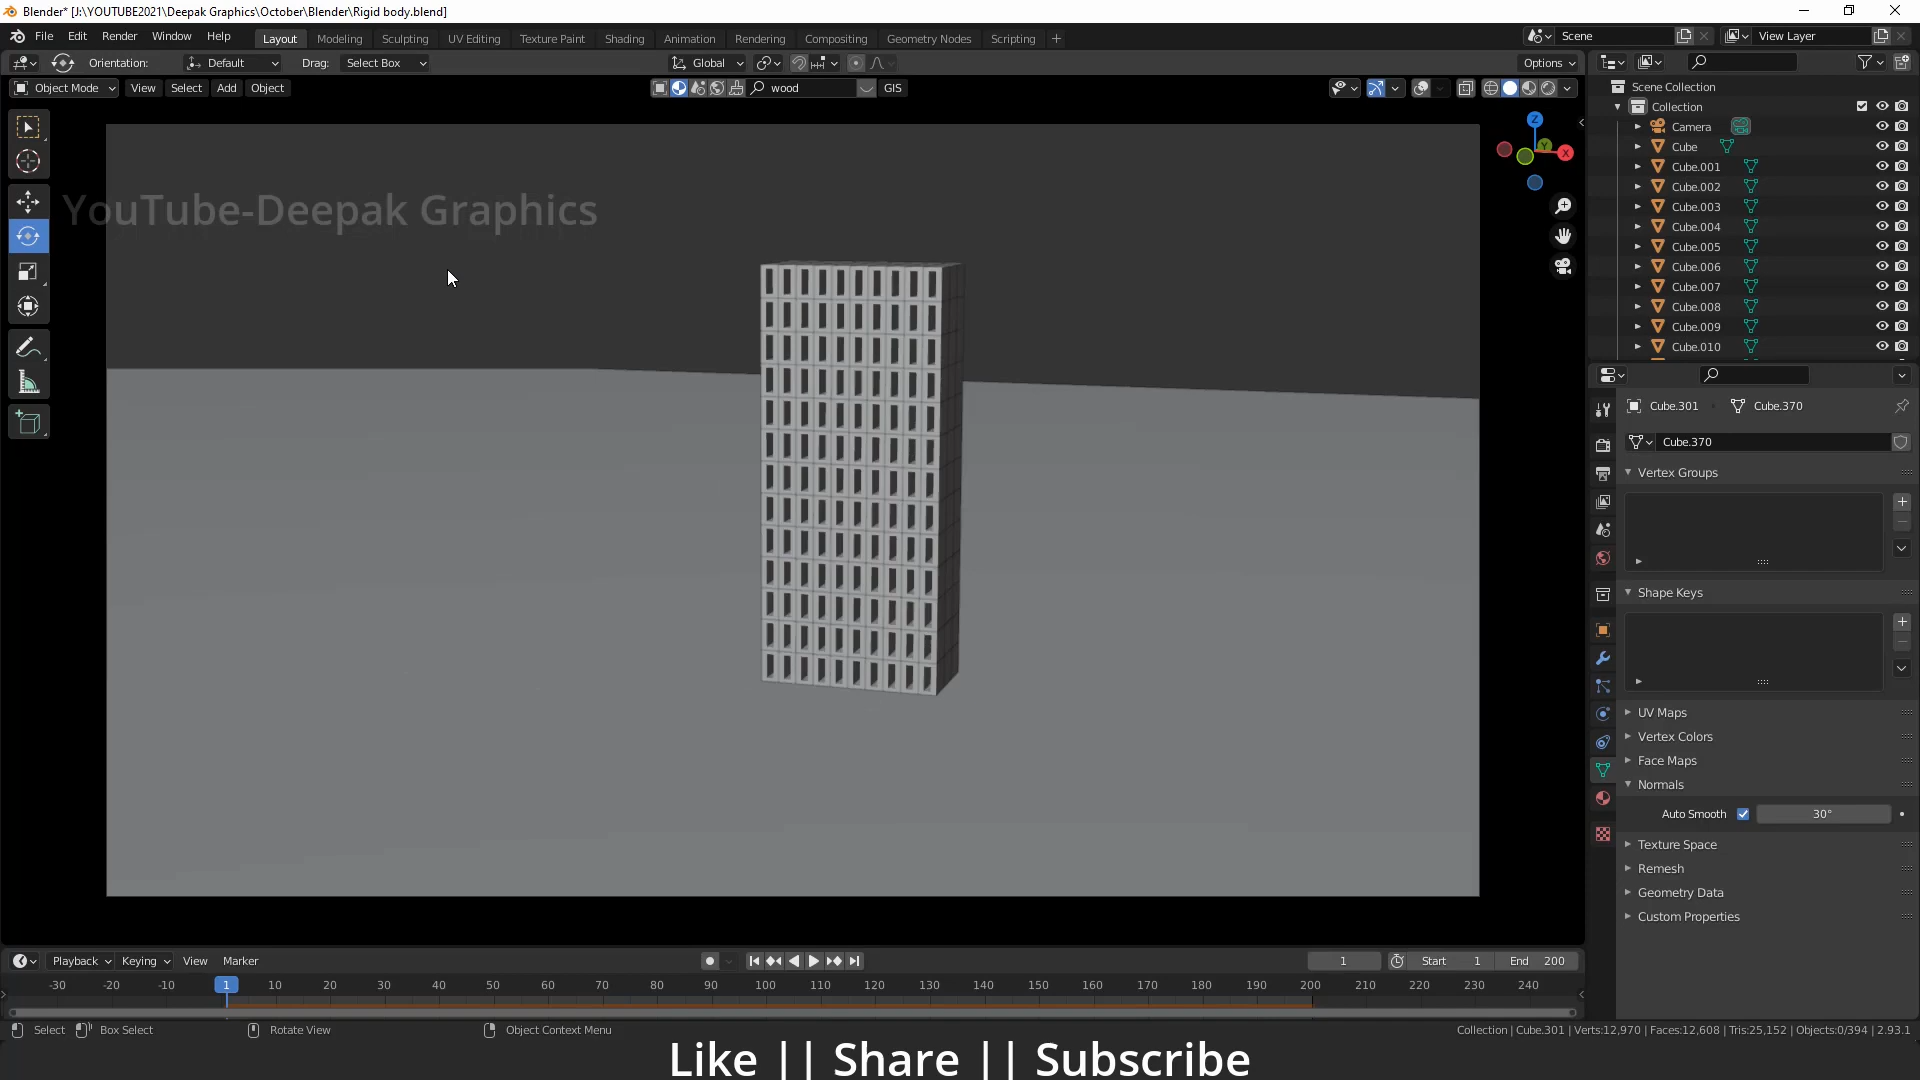 Blender* [J:\YOUTUBE2021\Deepak Graphics\October\Blender\Rigid body.blend]
File Edit Render Window Help
Layout Modeling Sculpting UV Editing Texture Paint Shading Animation Rendering Compositing Geometry Nodes Scripting +
Scene
View Layer
Orientation: Default Drag: Select Box
Global
Options
Object Mode View Select Add Object
wood
GIS
Scene Collection
Collection
Camera
Cube
Cube.001
Cube.002
Cube.003
Cube.004
Cube.005
Cube.006
Cube.007
Cube.008
Cube.009
Cube.010
Z
Y
X
YouTube-Deepak Graphics
Cube.301 Cube.370
Cube.370
Vertex Groups
Shape Keys
UV Maps
Vertex Colors
Face Maps
Normals
Auto Smooth 30°
Texture Space
Remesh
Geometry Data
Custom Properties
Playback Keying View Marker
1 Start 1 End 200
-30 -20 -10 1 10 20 30 40 50 60 70 80 90 100 110 120 130 140 150 160 170 180 190 200 210 220 230 240
Select Box Select Rotate View Object Context Menu
Collection | Cube.301 | Verts:12,970 | Faces:12,608 | Tris:25,152 | Objects:0/394 | 2.93.1
Like || Share || Subscribe